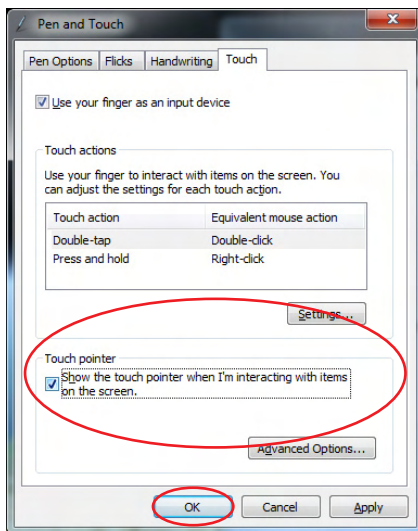 Pen and Touch
Pen Options Flicks Handwriting Touch
Use your finger as an input device
Touch actions
Use your finger to interact with items on the screen. You
can adjust the settings for each touch action.
Touch action Equivalent mouse action
Double-tap Double-click
Press and hold Right-click
Settings...
Touch pointer
Show the touch pointer when I'm interacting with items
on the screen.
Advanced Options...
OK Cancel Apply